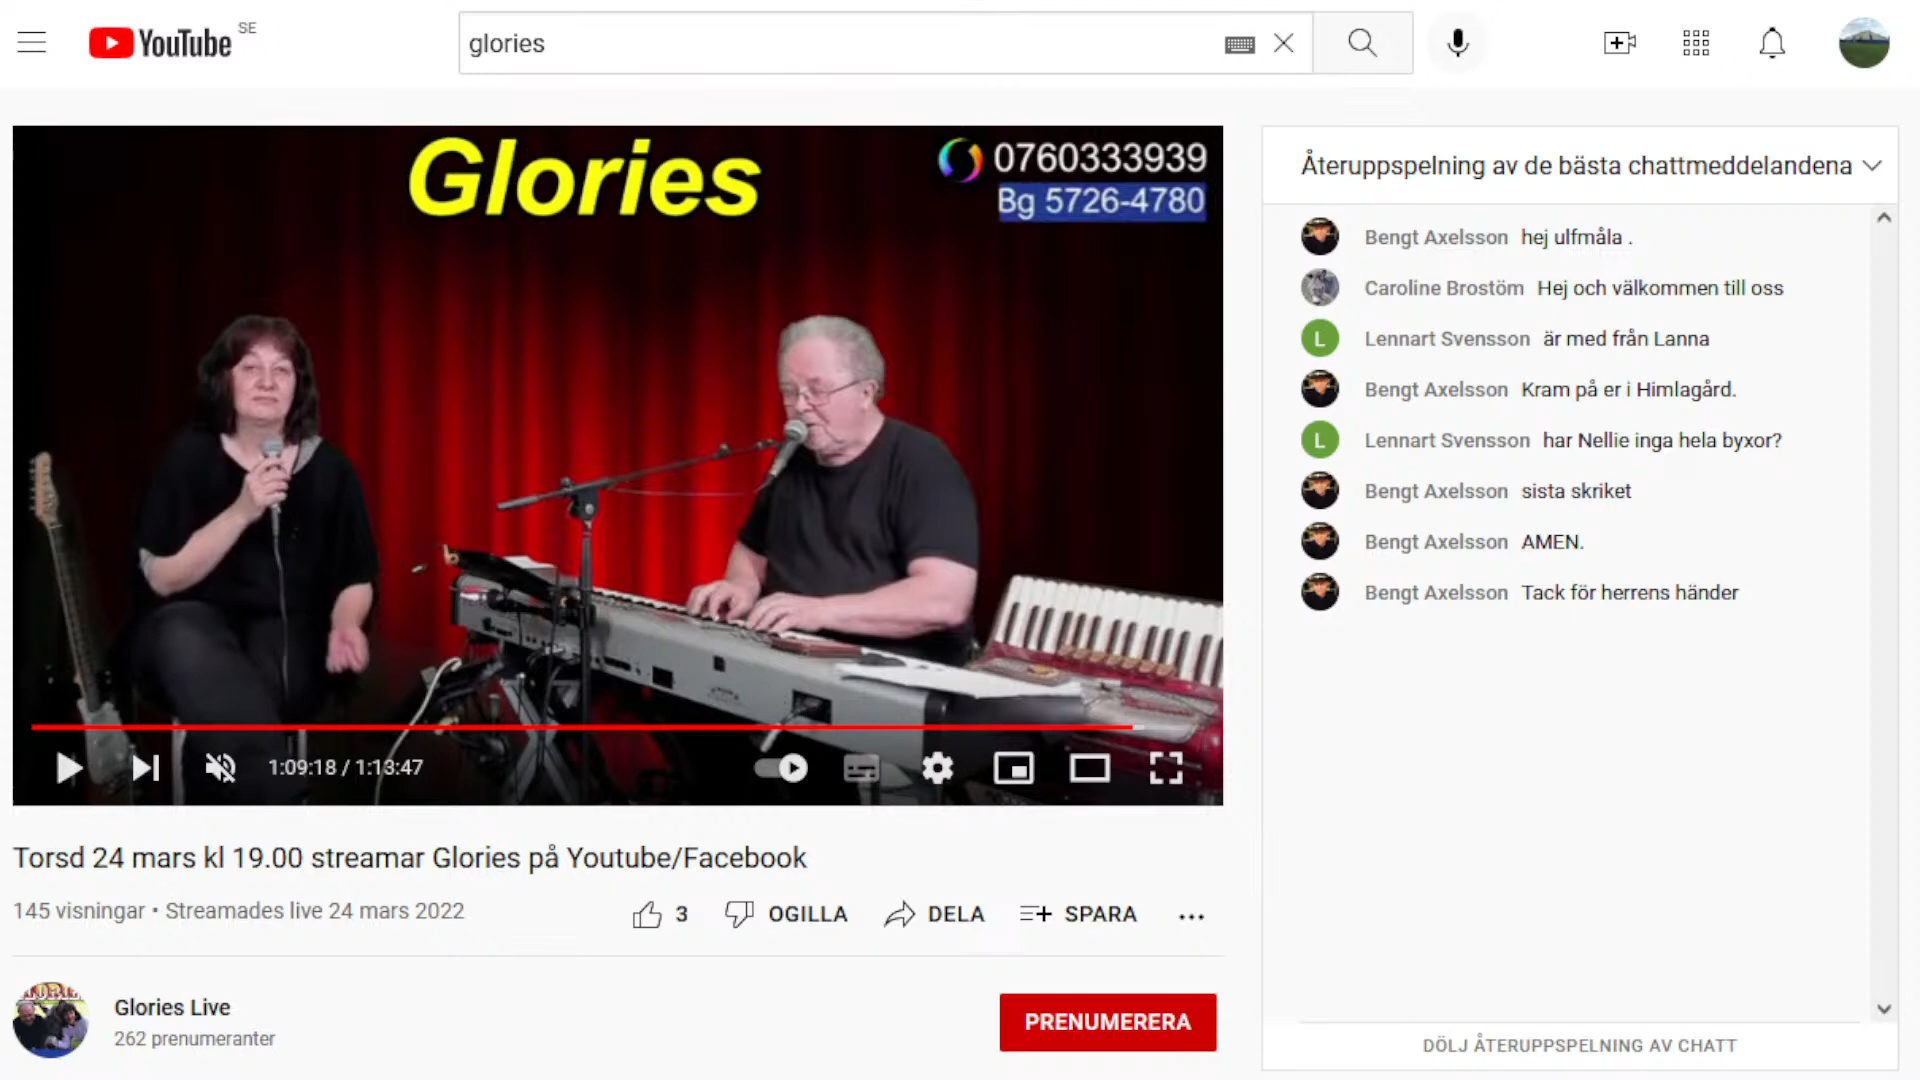 YouTube SE
glories
Glories
0760333939
Bg 5726-4780
1:09:18 / 1:13:47
Torsd 24 mars kl 19.00 streamar Glories på Youtube/Facebook
145 visningar • Streamades live 24 mars 2022
3 OGILLA DELA SPARA ...
Glories Live
262 prenumeranter
PRENUMERERA
Återuppspelning av de bästa chattmeddelandena
Bengt Axelsson hej ulfmåla .
Caroline Broström Hej och välkommen till oss
L Lennart Svensson är med från Lanna
Bengt Axelsson Kram på er i Himlagård.
L Lennart Svensson har Nellie inga hela byxor?
Bengt Axelsson sista skriket
Bengt Axelsson AMEN.
Bengt Axelsson Tack för herrens händer
DÖLJ ÅTERUPPSPELNING AV CHATT